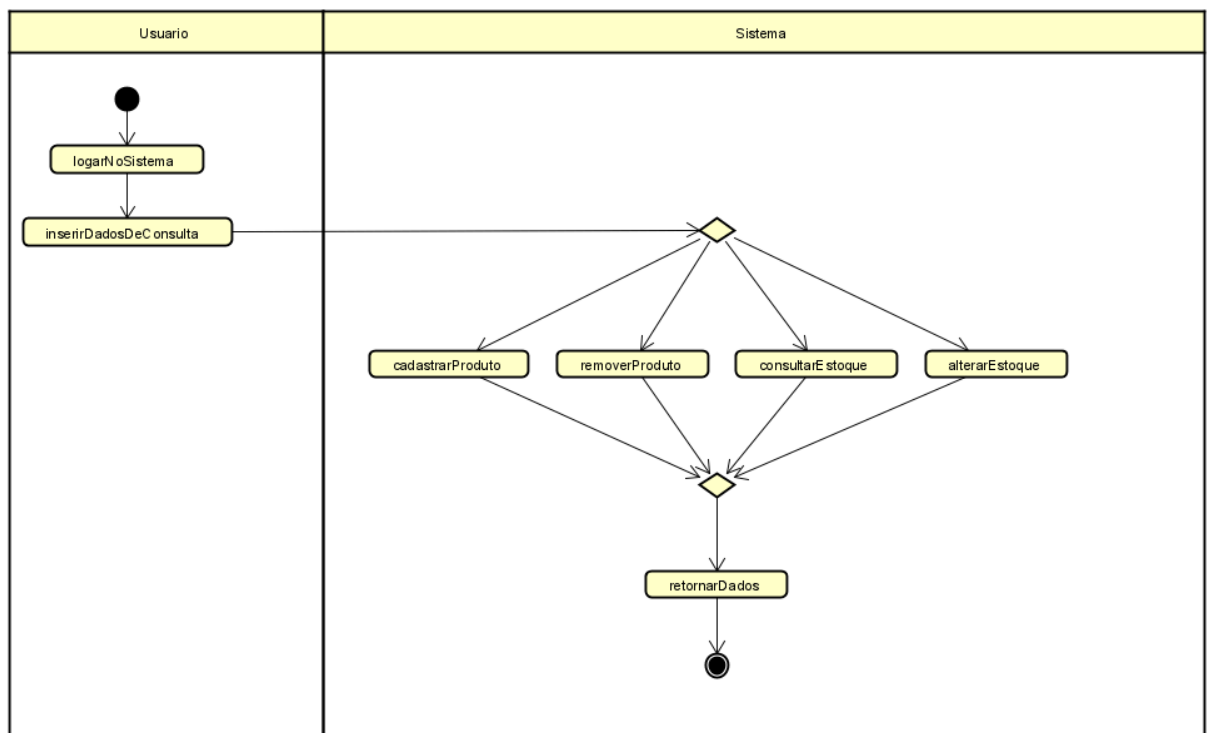 Usuario
Sistema
logarNoSistema
inserirDadosDeConsulta
cadastrarProduto
removerProduto
consultarEstoque
alterarEstoque
retornarDados